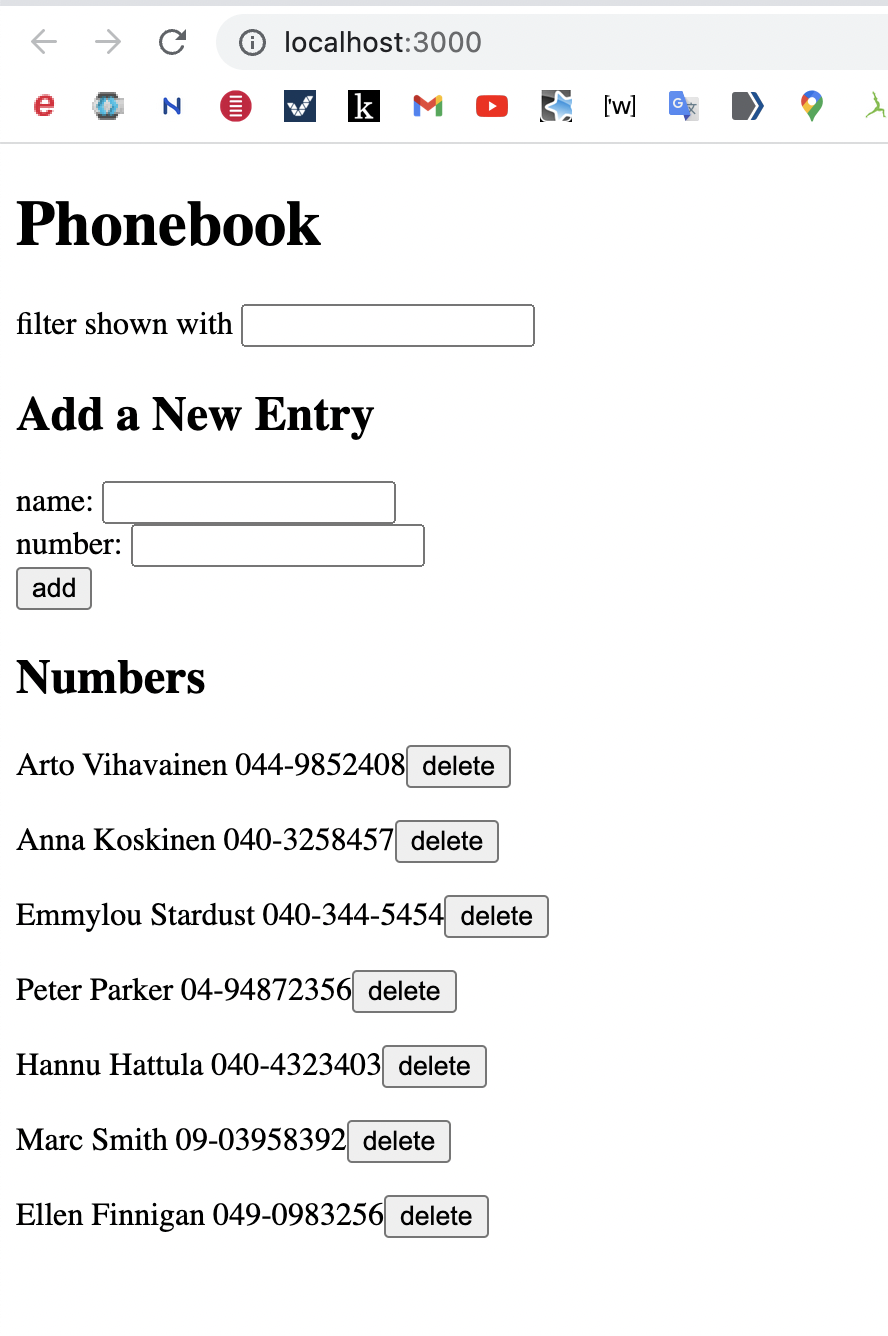 localhost:3000
e N k ['w] G 文
Phonebook
filter shown with
Add a New Entry
name:
number:
add
Numbers
Arto Vihavainen 044-9852408 delete
Anna Koskinen 040-3258457 delete
Emmylou Stardust 040-344-5454 delete
Peter Parker 04-94872356 delete
Hannu Hattula 040-4323403 delete
Marc Smith 09-03958392 delete
Ellen Finnigan 049-0983256 delete